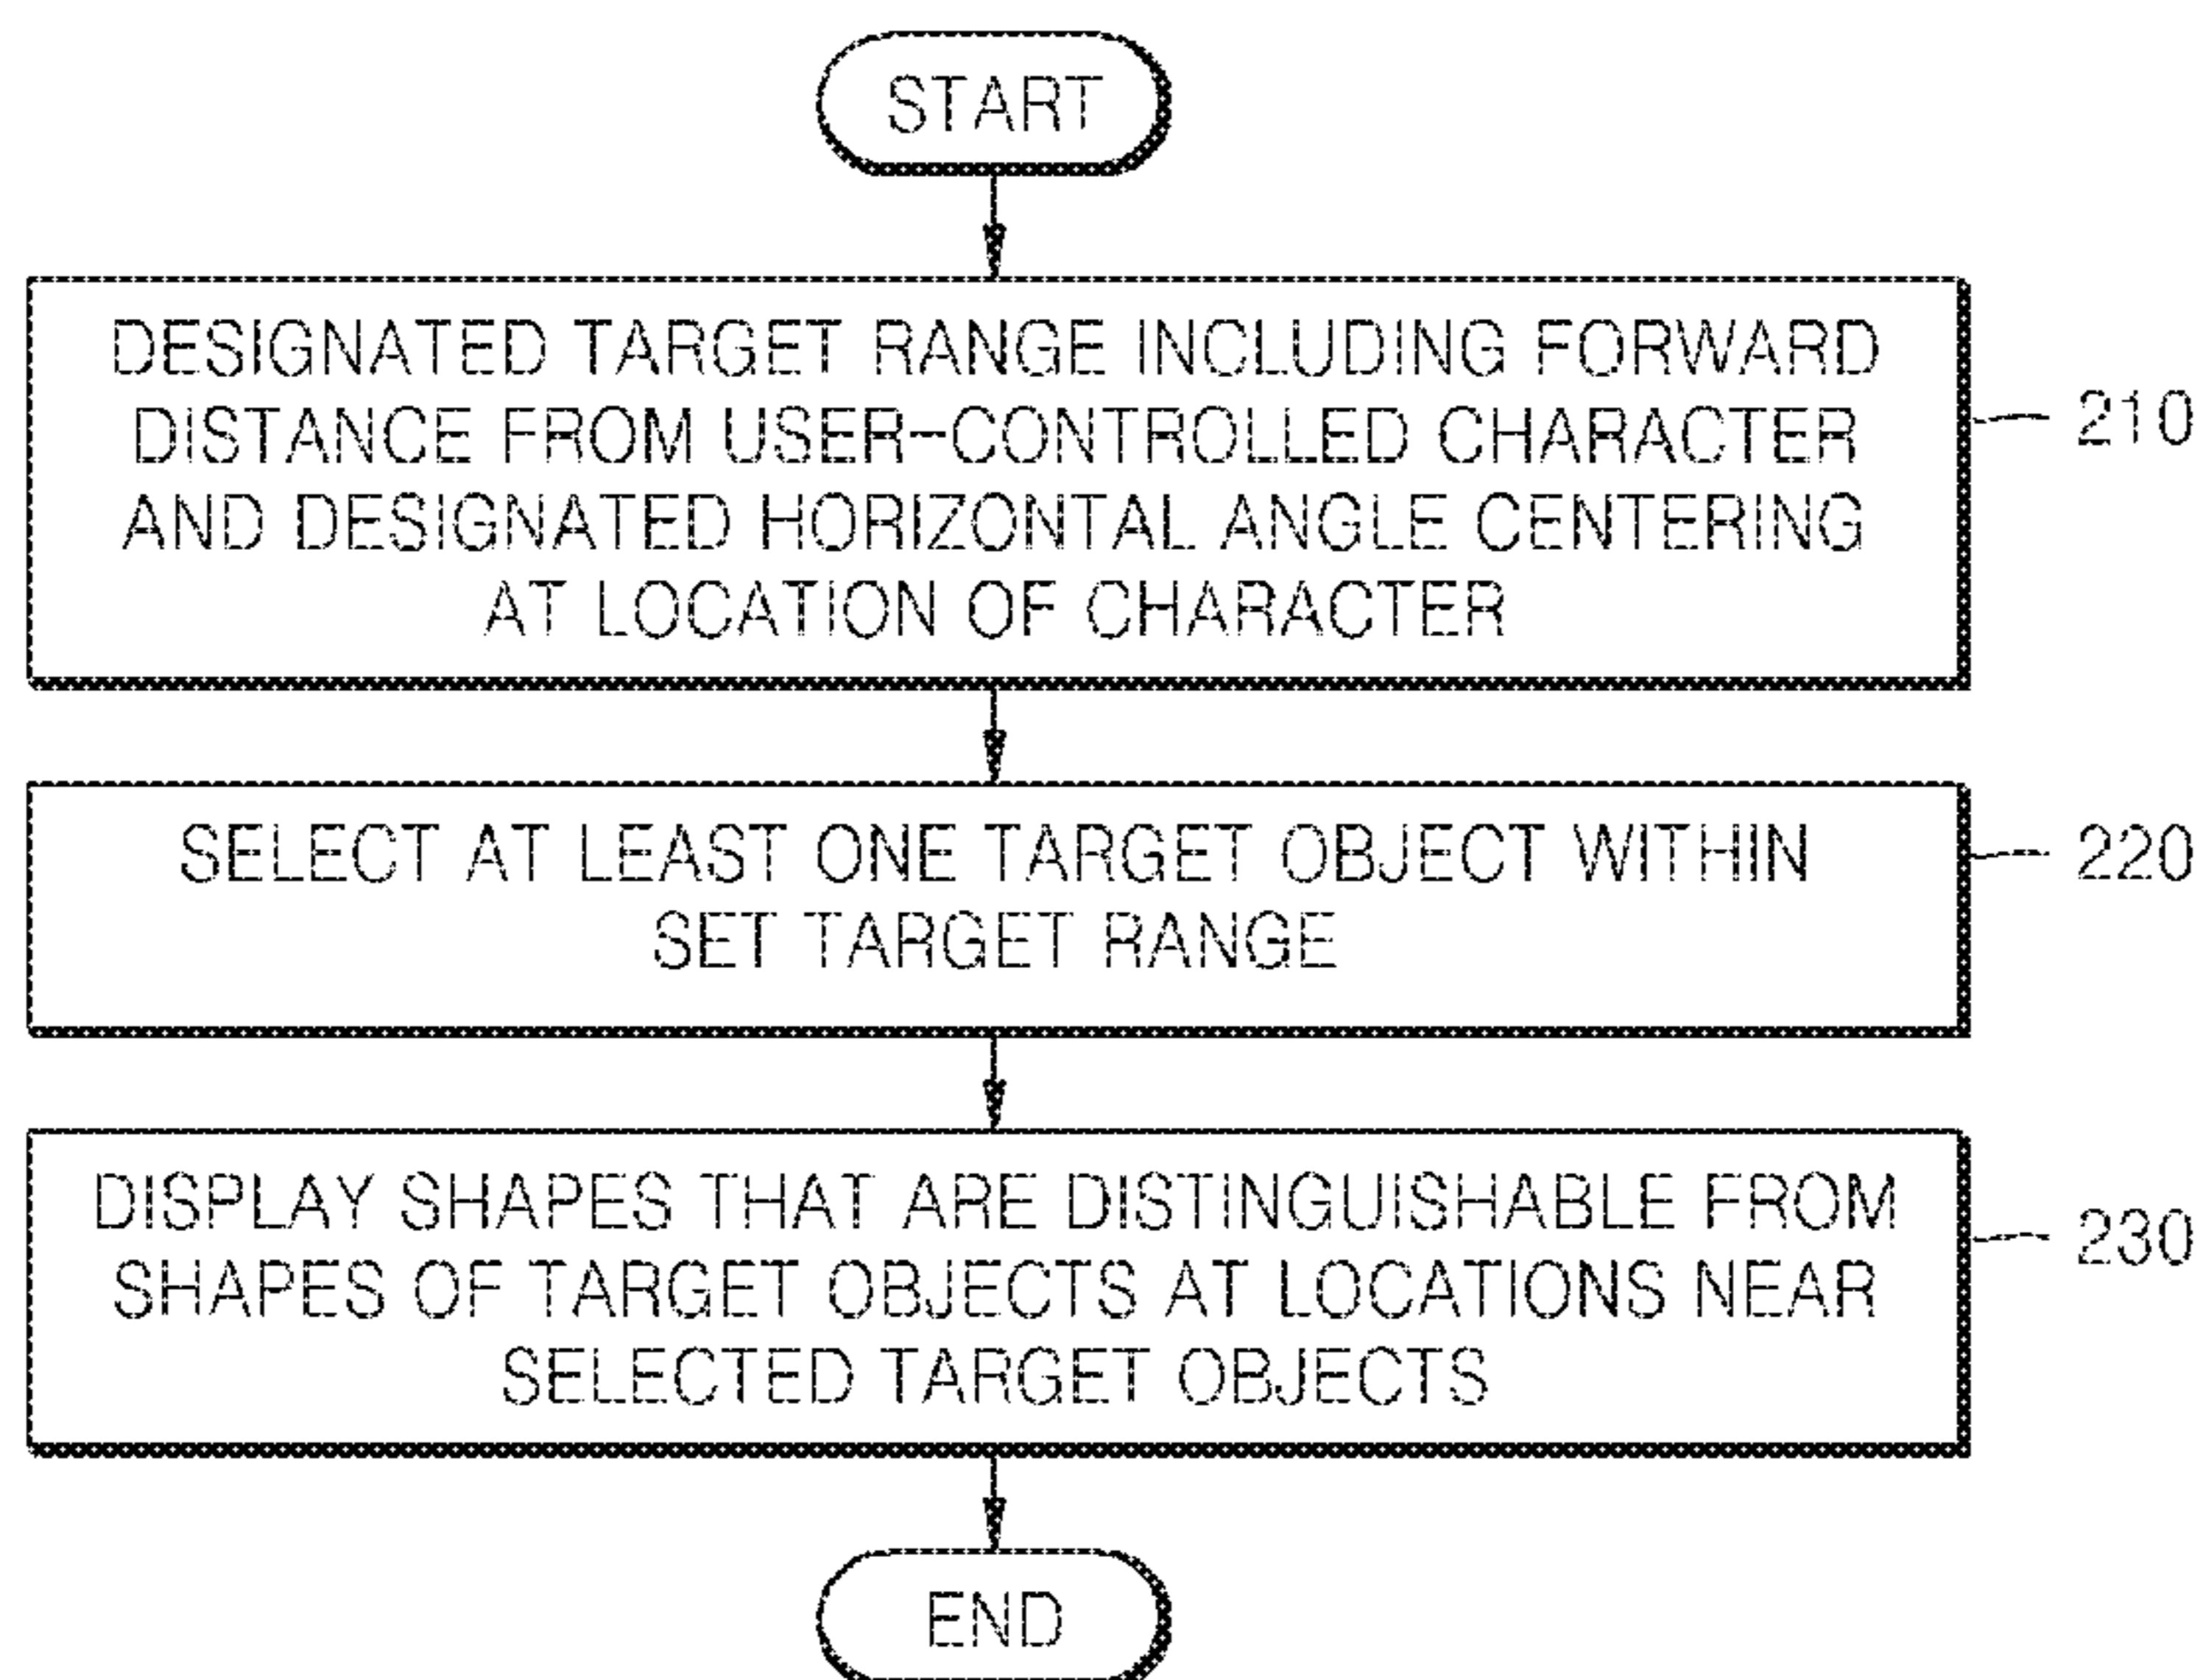 START
DESIGNATED TARGET RANGE INCLUDING FORWARD
DISTANCE FROM USER-CONTROLLED CHARACTER
AND DESIGNATED HORIZONTAL ANGLE CENTERING
AT LOCATION OF CHARACTER
210
SELECT AT LEAST ONE TARGET OBJECT WITHIN
SET TARGET RANGE
220
DISPLAY SHAPES THAT ARE DISTINGUISHABLE FROM
SHAPES OF TARGET OBJECTS AT LOCATIONS NEAR
SELECTED TARGET OBJECTS
230
END